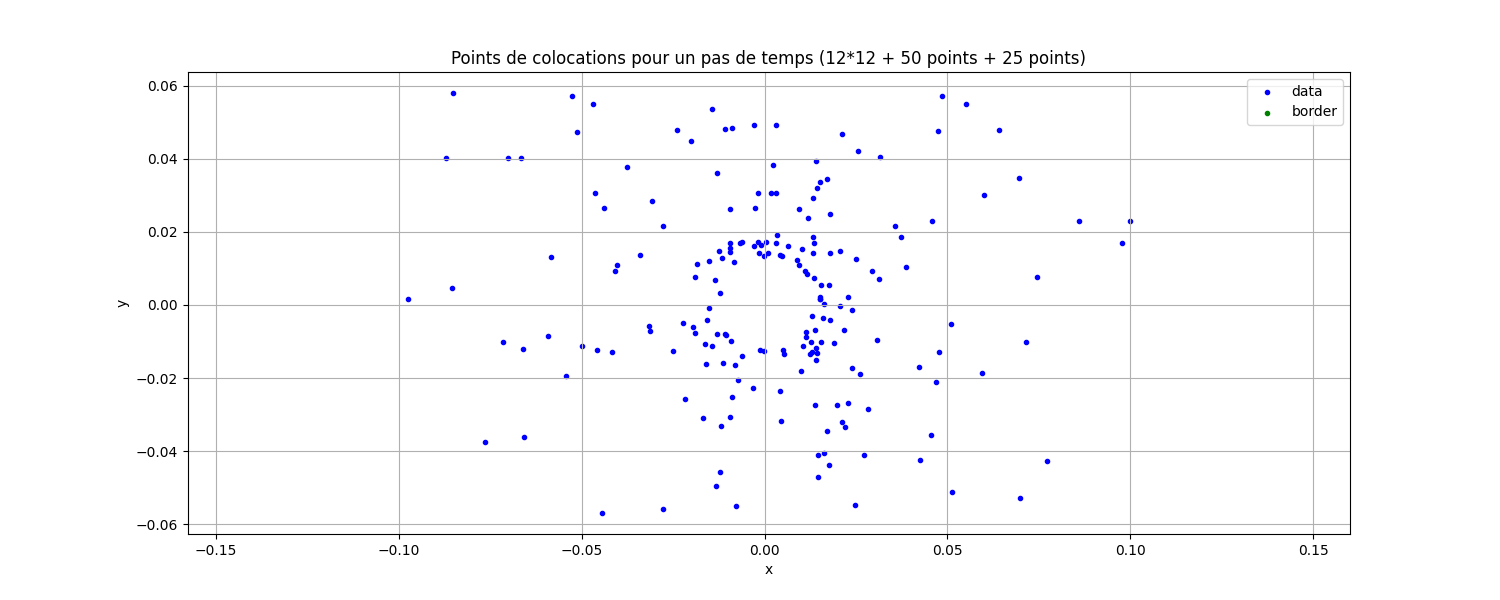 Points de colocations pour un pas de temps (12*12 + 50 points + 25 points)
data
border
0.06
0.04
0.02
0.00
−0.02
−0.04
−0.06
y
−0.15
−0.10
−0.05
0.00
0.05
0.10
0.15
x